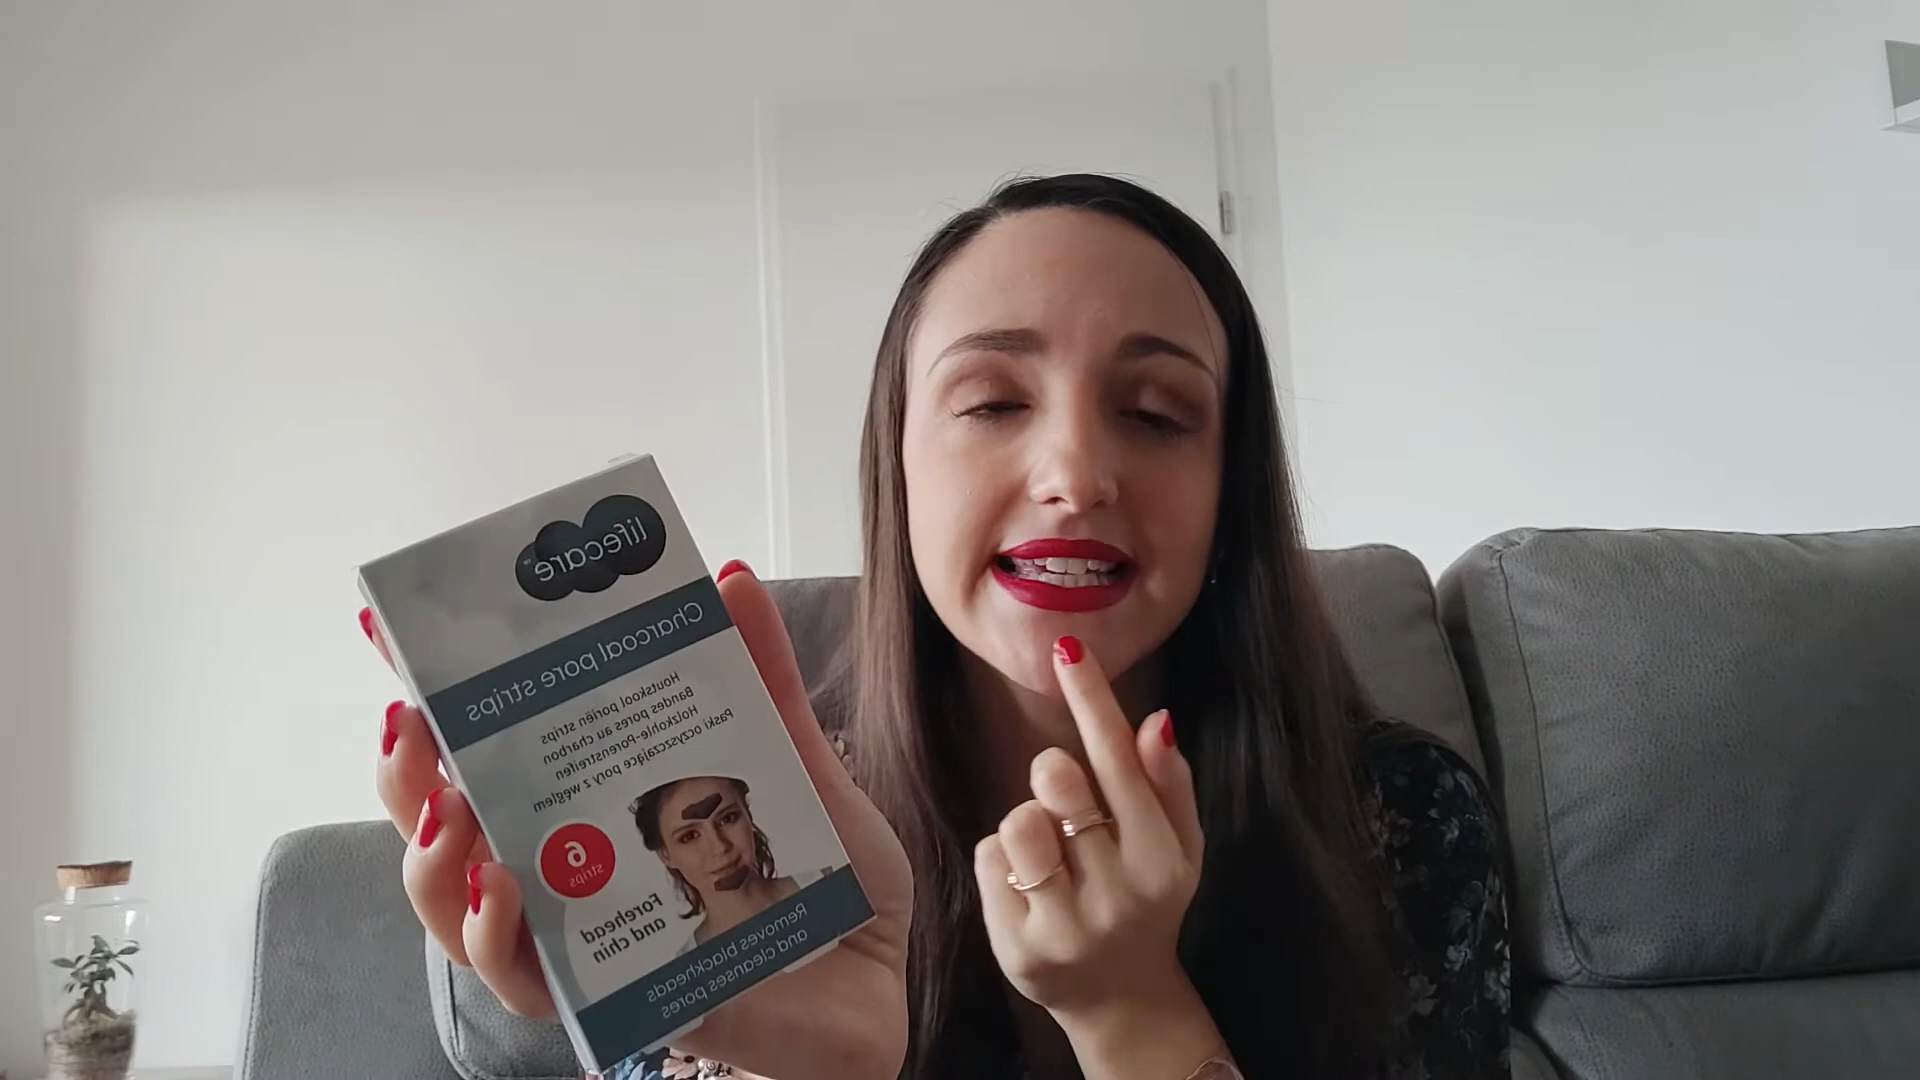 lifecare™
Charcoal pore strips
Houtskool poriën strips
Bandes pores au charbon
Holzkohle-Porenstreifen
Paski oczyszczające pory z węglem
6
strips
Forehead
and chin
Removes blackheads
and cleanses pores